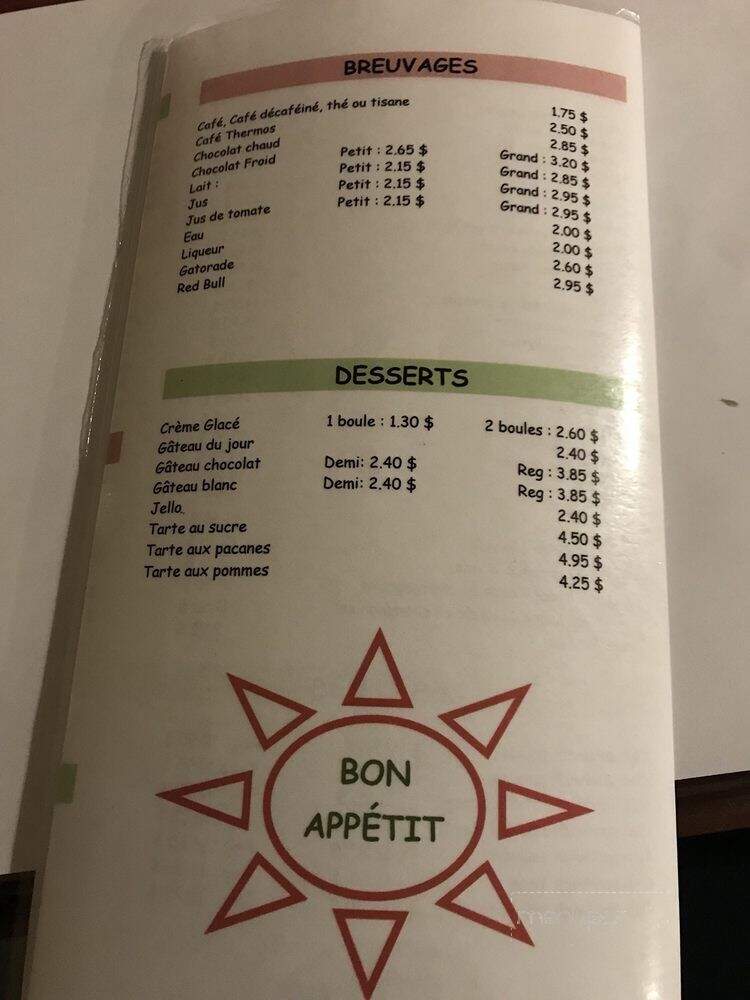 BREUVAGES
Café, Café décaféiné, thé ou tisane 1.75 $
Café Thermos 2.50 $
Chocolat chaud 2.85 $
Chocolat Froid Petit : 2.65 $ Grand : 3.20 $
Lait : Petit : 2.15 $ Grand : 2.85 $
Jus Petit : 2.15 $ Grand : 2.95 $
Jus de tomate Petit : 2.15 $ Grand : 2.95 $
Eau 2.00 $
Liqueur 2.00 $
Gatorade 2.60 $
Red Bull 2.95 $
DESSERTS
Crème Glacé 1 boule : 1.30 $ 2 boules : 2.60 $
Gâteau du jour 2.40 $
Gâteau chocolat Demi: 2.40 $ Reg : 3.85 $
Gâteau blanc Demi: 2.40 $ Reg : 3.85 $
Jello 2.40 $
Tarte au sucre 4.50 $
Tarte aux pacanes 4.95 $
Tarte aux pommes 4.25 $
BON
APPÉTIT